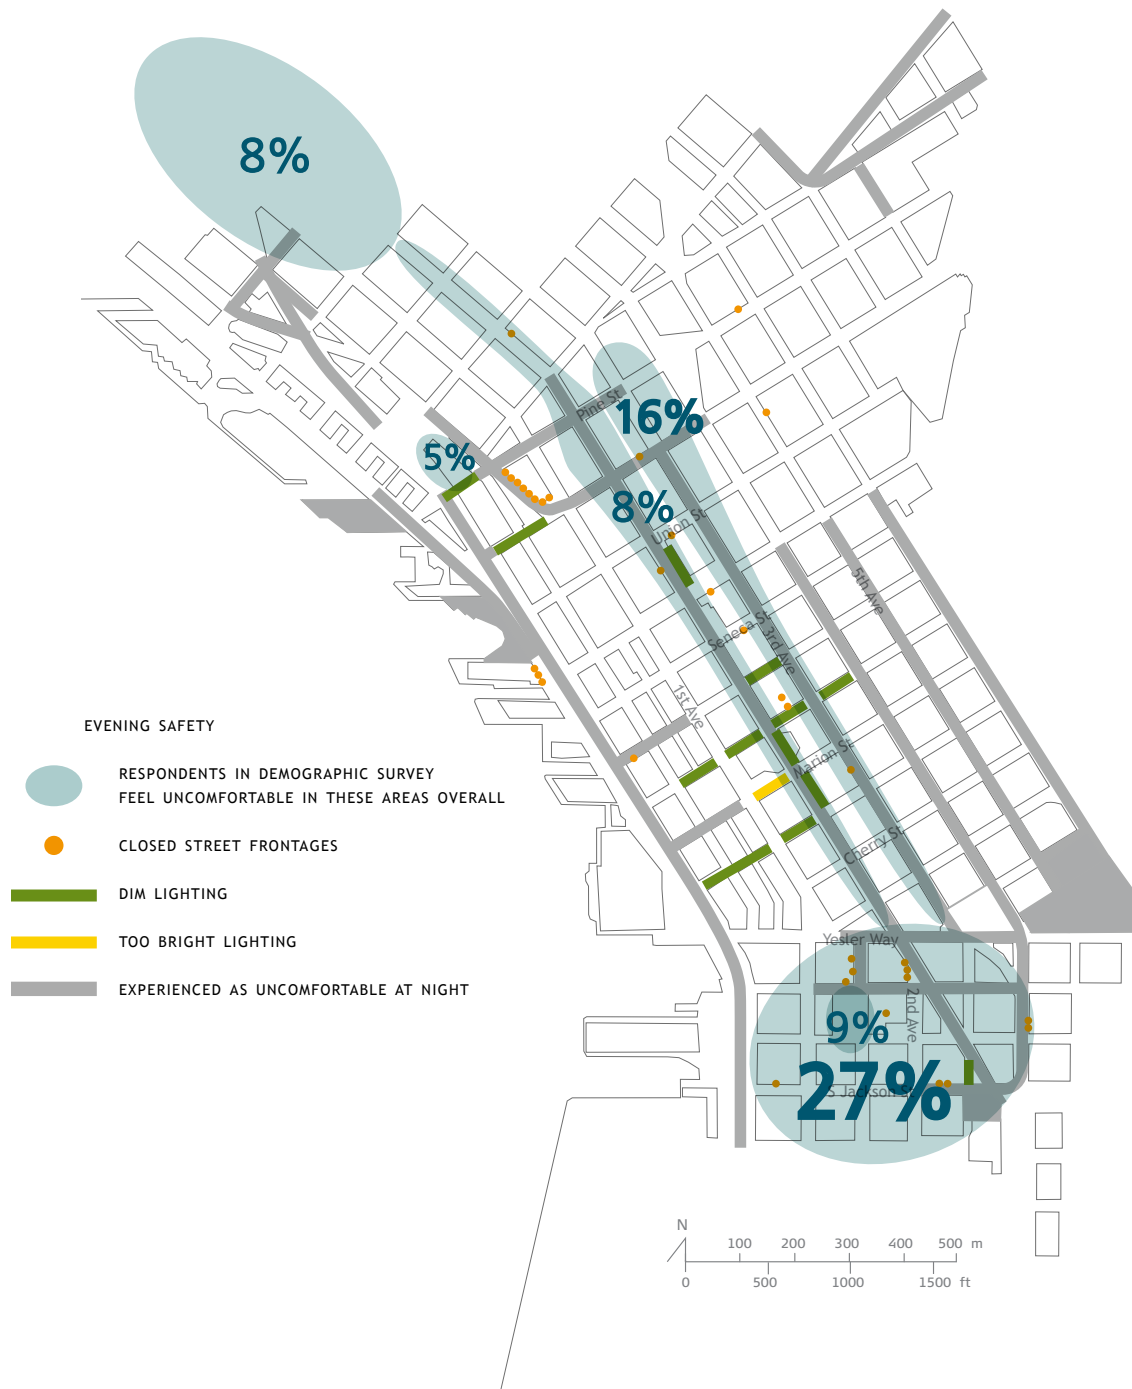 8%
Pine St
16%
5%
8%
Union St
5th Ave
Seneca St
3rd Ave
1st Ave
EVENING SAFETY
Marion St
RESPONDENTS IN DEMOGRAPHIC SURVEY
FEEL UNCOMFORTABLE IN THESE AREAS OVERALL
CLOSED STREET FRONTAGES
Cherry St
DIM LIGHTING
TOO BRIGHT LIGHTING
Yesler Way
EXPERIENCED AS UNCOMFORTABLE AT NIGHT
2nd Ave
9%
27%
S Jackson St
N
100 200 300 400 500 m
0 500 1000 1500 ft